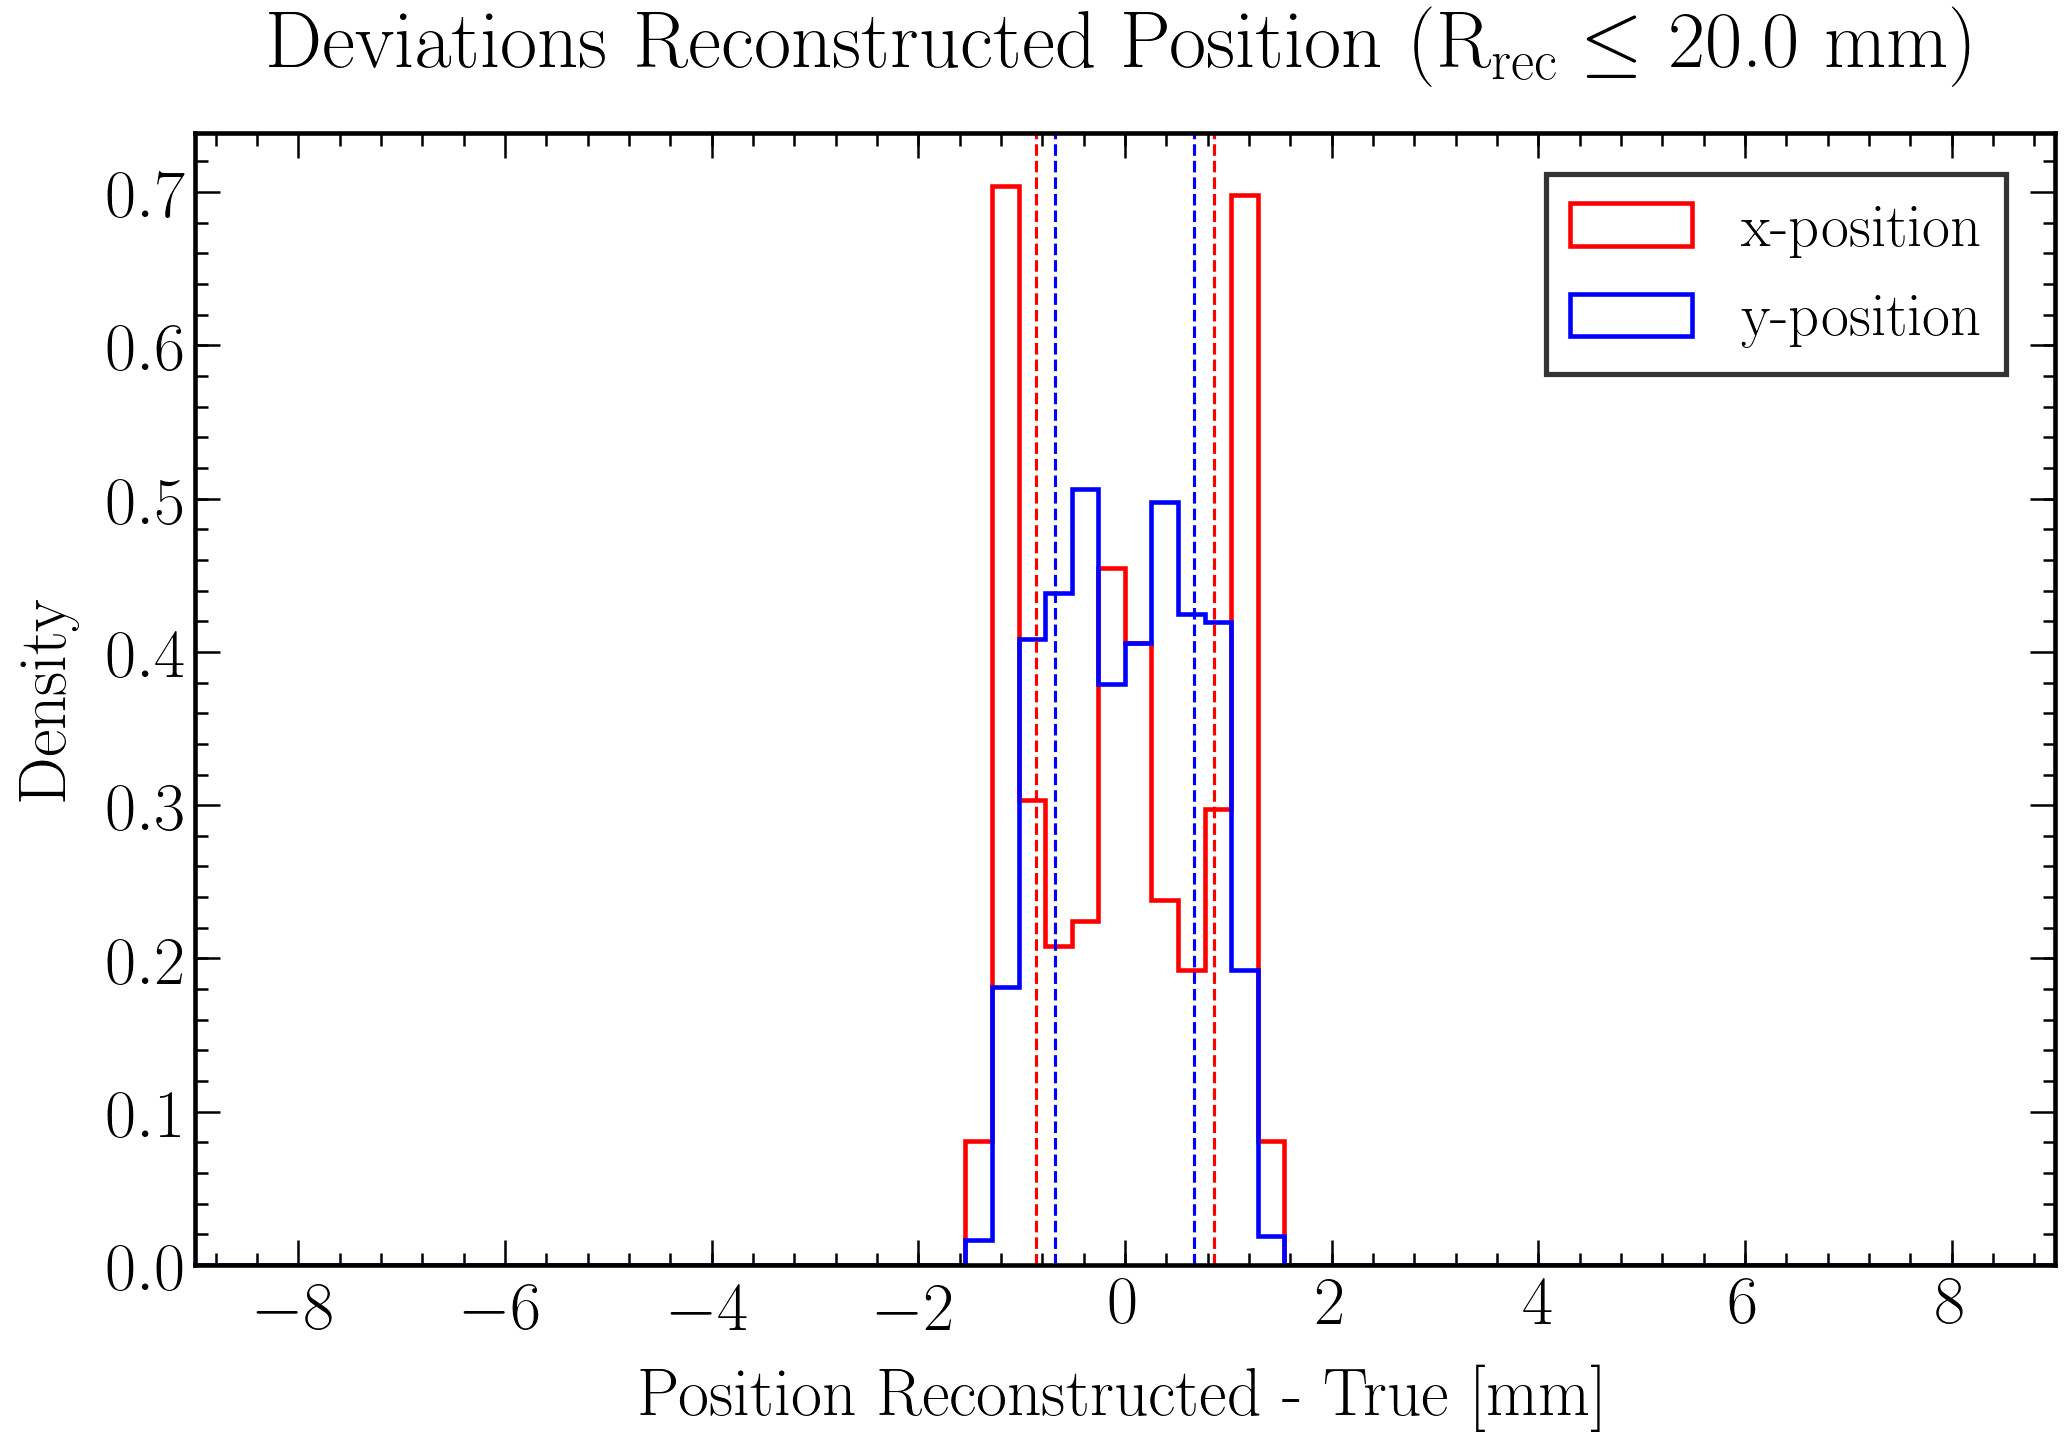 Deviations Reconstructed Position (R_rec ≤ 20.0 mm)
x-position
y-position
0.7
0.6
0.5
0.4
0.3
0.2
0.1
0.0
Density
−8 −6 −4 −2 0 2 4 6 8
Position Reconstructed - True [mm]